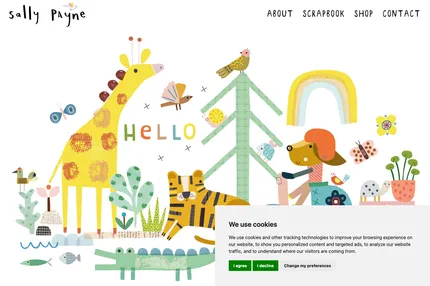 sally payne
ABOUT SCRAPBOOK SHOP CONTACT
HELLO
We use cookies
We use cookies and other tracking technologies to improve your browsing experience on
our website, to show you personalized content and targeted ads, to analyze our website
traffic, and to understand where our visitors are coming from.
I agree I decline Change my preferences